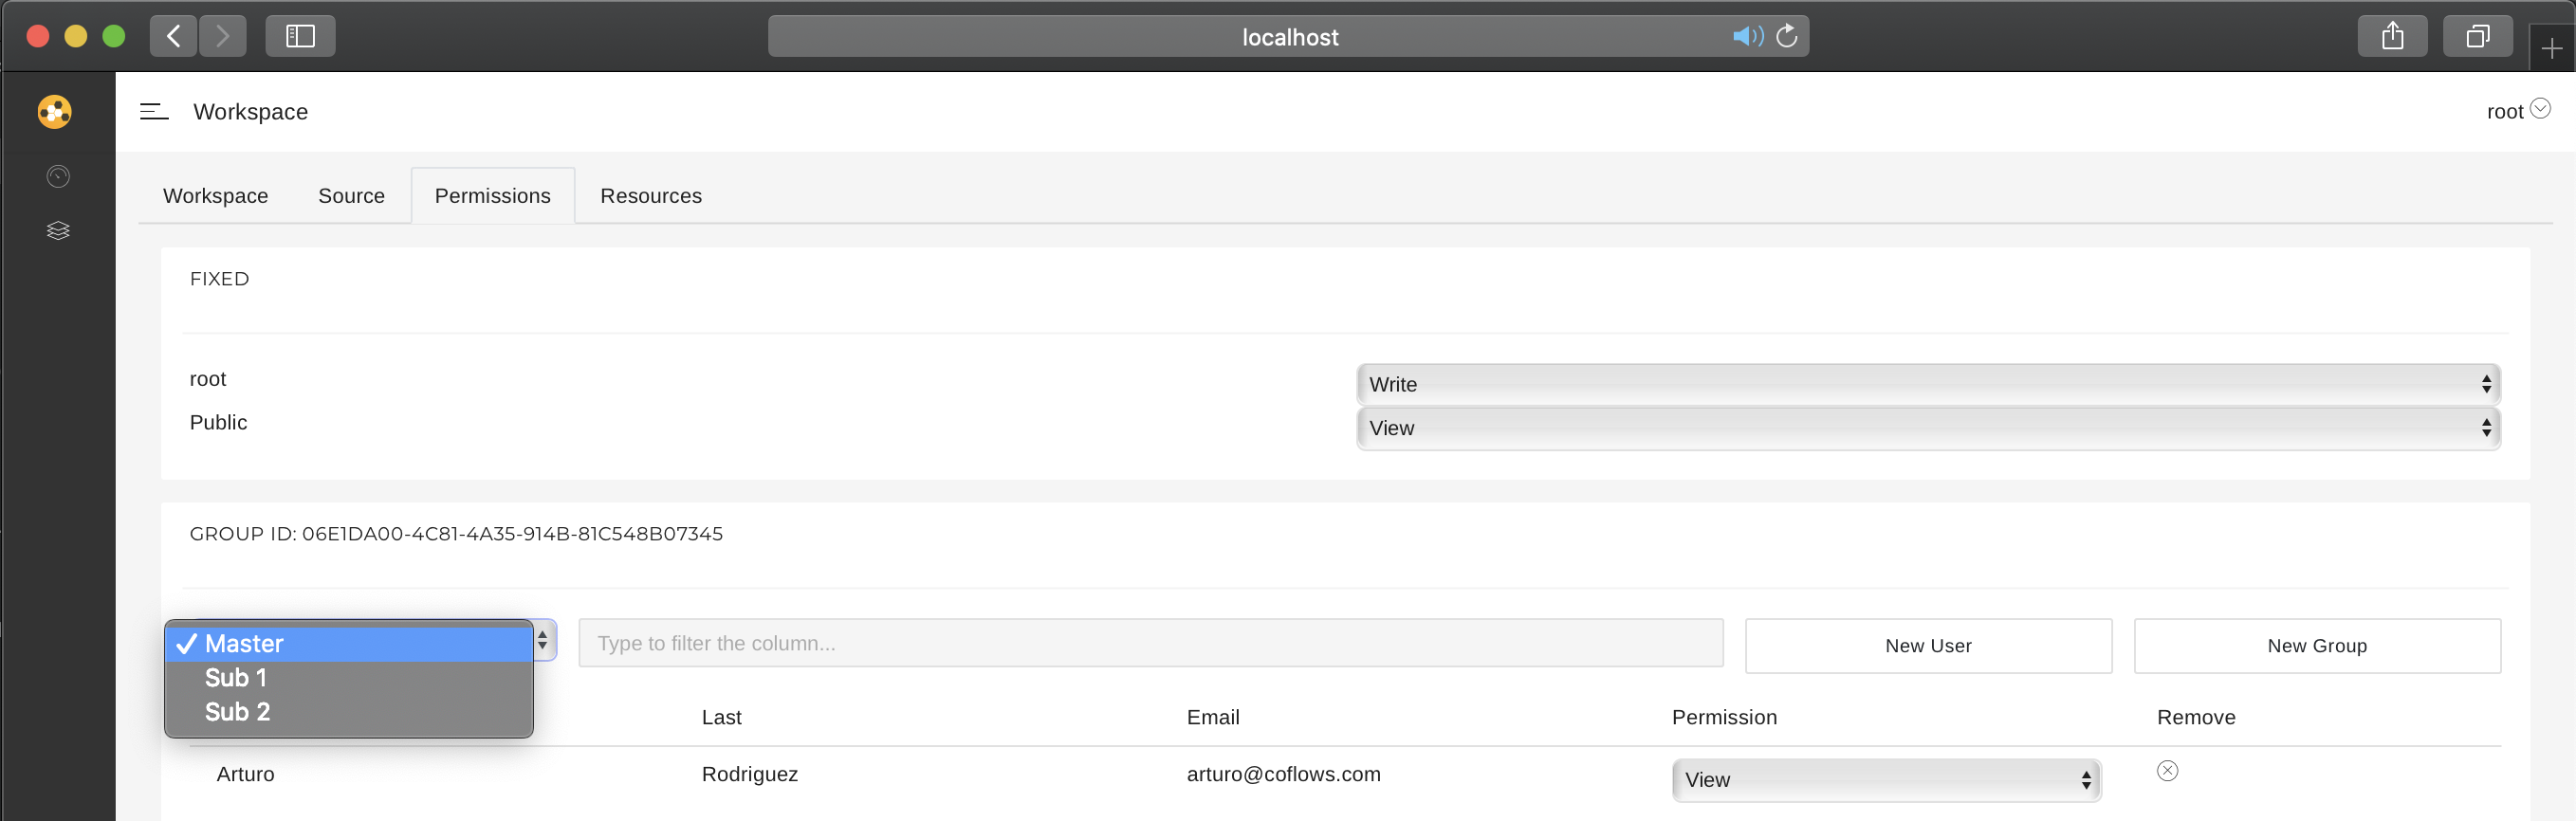 localhost
Workspace
root
Workspace Source Permissions Resources
FIXED
root Write
Public View
GROUP ID: 06E1DA00-4C81-4A35-914B-81C548B07345
Master Type to filter the column... New User New Group
Sub 1
Sub 2
Last Email Permission Remove
Arturo Rodriguez arturo@coflows.com View